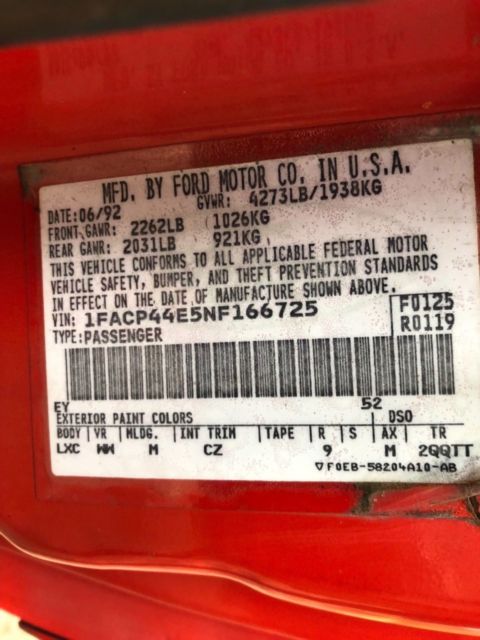 MFD. BY FORD MOTOR CO. IN U.S.A.
DATE:06/92 GVWR: 4273LB/1938KG
FRONT GAWR: 2262LB (1026KG
REAR GAWR: 2031LB 921KG
THIS VEHICLE CONFORMS TO ALL APPLICABLE FEDERAL MOTOR
VEHICLE SAFETY, BUMPER, AND THEFT PREVENTION STANDARDS
IN EFFECT ON THE DATE OF MANUFACTURE SHOWN ABOVE.
VIN: 1FACP44E5NF166725 F0125
TYPE:PASSENGER R0119
EY 52
EXTERIOR PAINT COLORS DSO
BODY VR MLDG. INT TRIM TAPE R S AX TR
LXC WW M CZ 9 M 2QQTT
▽F0EB-58204A10-AB